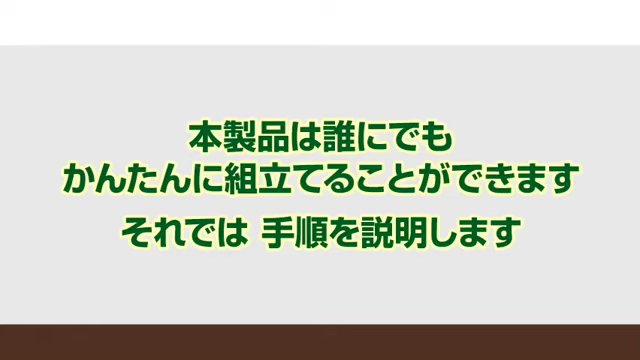 本製品は誰にでも
かんたんに組立てることができます
それでは 手順を説明します